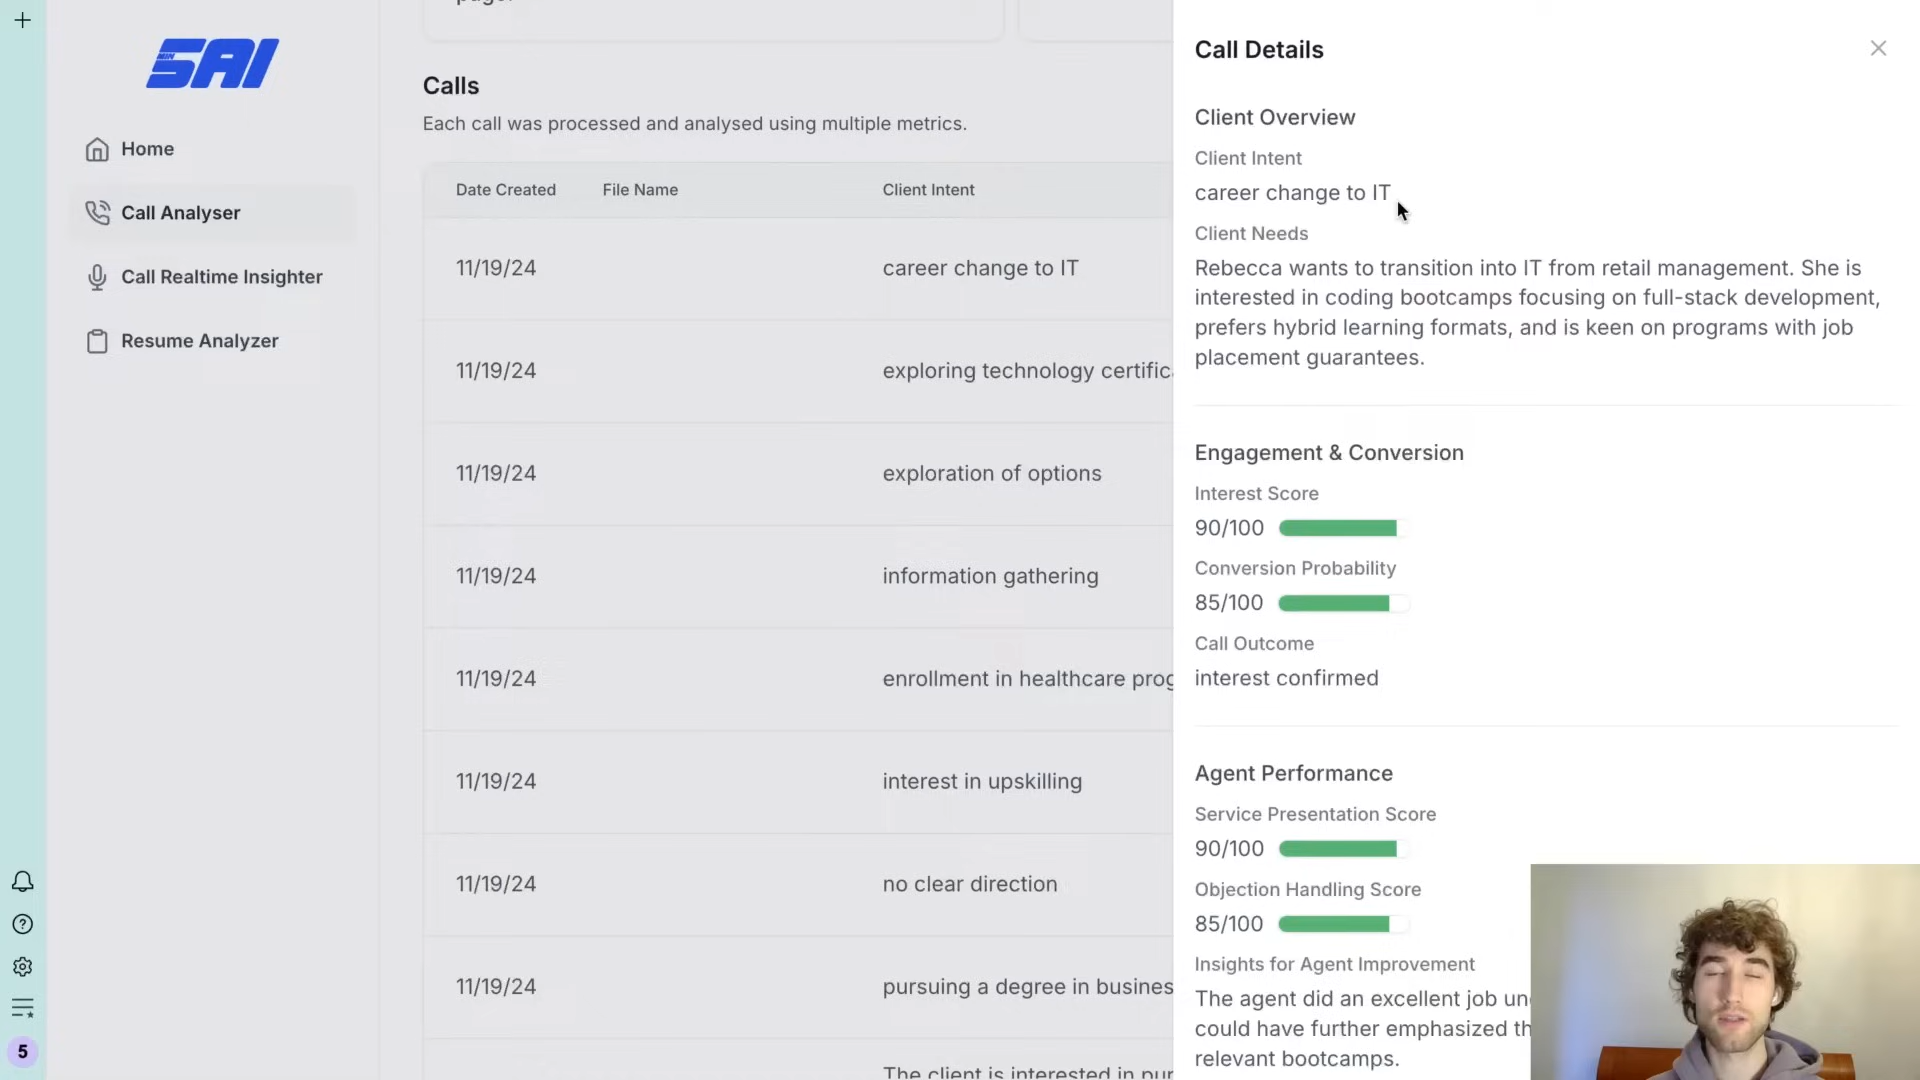 SAI
Home
Call Analyser
Call Realtime Insighter
Resume Analyzer
5
Calls
Each call was processed and analysed using multiple metrics.
Date Created File Name Client Intent
11/19/24 career change to IT
11/19/24 exploring technology certific
11/19/24 exploration of options
11/19/24 information gathering
11/19/24 enrollment in healthcare prog
11/19/24 interest in upskilling
11/19/24 no clear direction
11/19/24 pursuing a degree in busines
The client is interested in pur
Call Details
Client Overview
Client Intent
career change to IT
Client Needs
Rebecca wants to transition into IT from retail management. She is
interested in coding bootcamps focusing on full-stack development,
prefers hybrid learning formats, and is keen on programs with job
placement guarantees.
Engagement & Conversion
Interest Score
90/100
Conversion Probability
85/100
Call Outcome
interest confirmed
Agent Performance
Service Presentation Score
90/100
Objection Handling Score
85/100
Insights for Agent Improvement
The agent did an excellent job un
could have further emphasized th
relevant bootcamps.